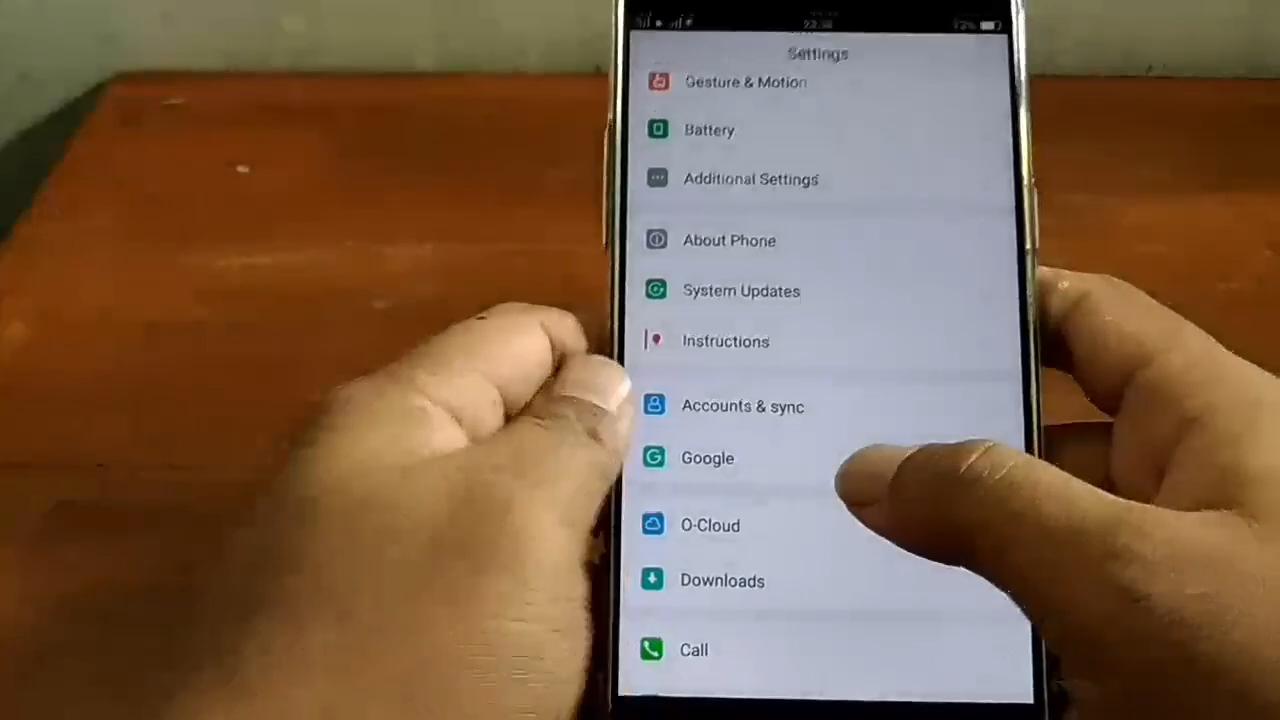 Settings
Gesture & Motion
Battery
Additional Settings
About Phone
System Updates
Instructions
Accounts & sync
Google
O-Cloud
Downloads
Call